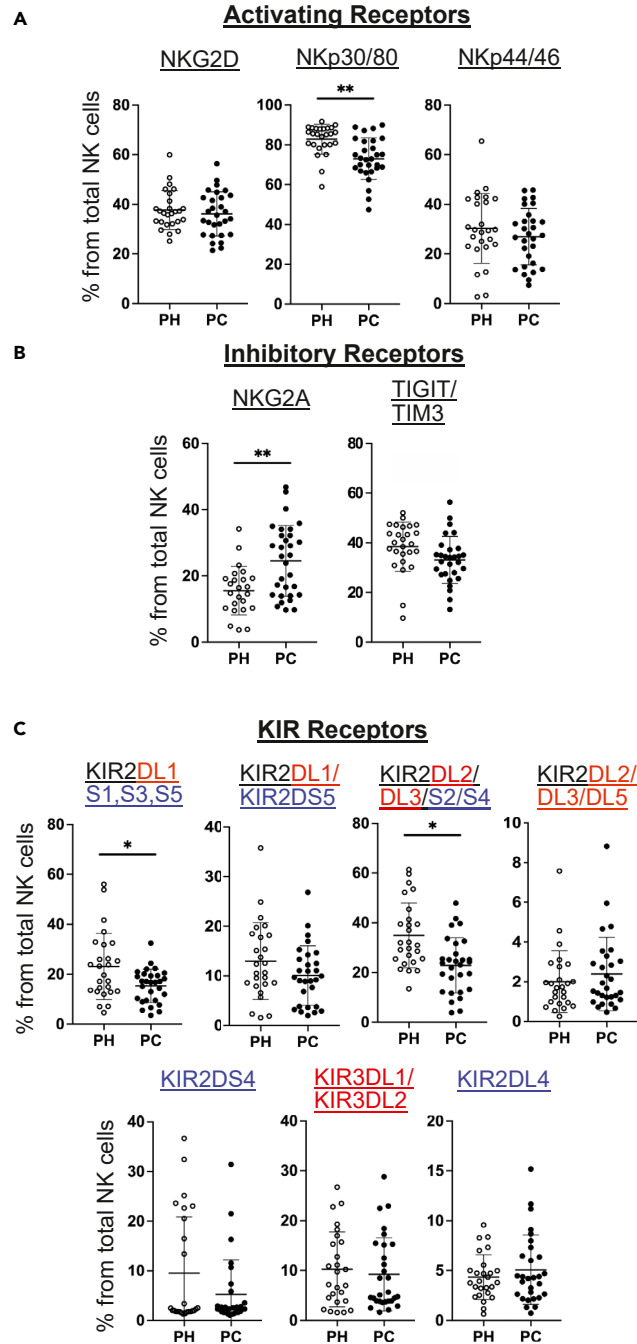 A
Activating Receptors
NKG2D
NKp30/80
NKp44/46
% from total NK cells
80
60
40
20
0
PH PC
**
100
80
60
40
20
0
PH PC
80
60
40
20
0
PH PC
B
Inhibitory Receptors
NKG2A
TIGIT/
TIM3
% from total NK cells
60
40
20
0
**
PH PC
80
60
40
20
0
PH PC
C
KIR Receptors
KIR2DL1
S1,S3,S5
KIR2DL1/
KIR2DS5
KIR2DL2/
DL3/S2/S4
KIR2DL2/
DL3/DL5
% from total NK cells
80
60
40
20
0
*
PH PC
40
30
20
10
0
PH PC
80
60
40
20
0
*
PH PC
10
8
6
4
2
0
PH PC
KIR2DS4
KIR3DL1/
KIR3DL2
KIR2DL4
% from total NK cells
40
30
20
10
0
PH PC
40
30
20
10
0
PH PC
20
15
10
5
0
PH PC